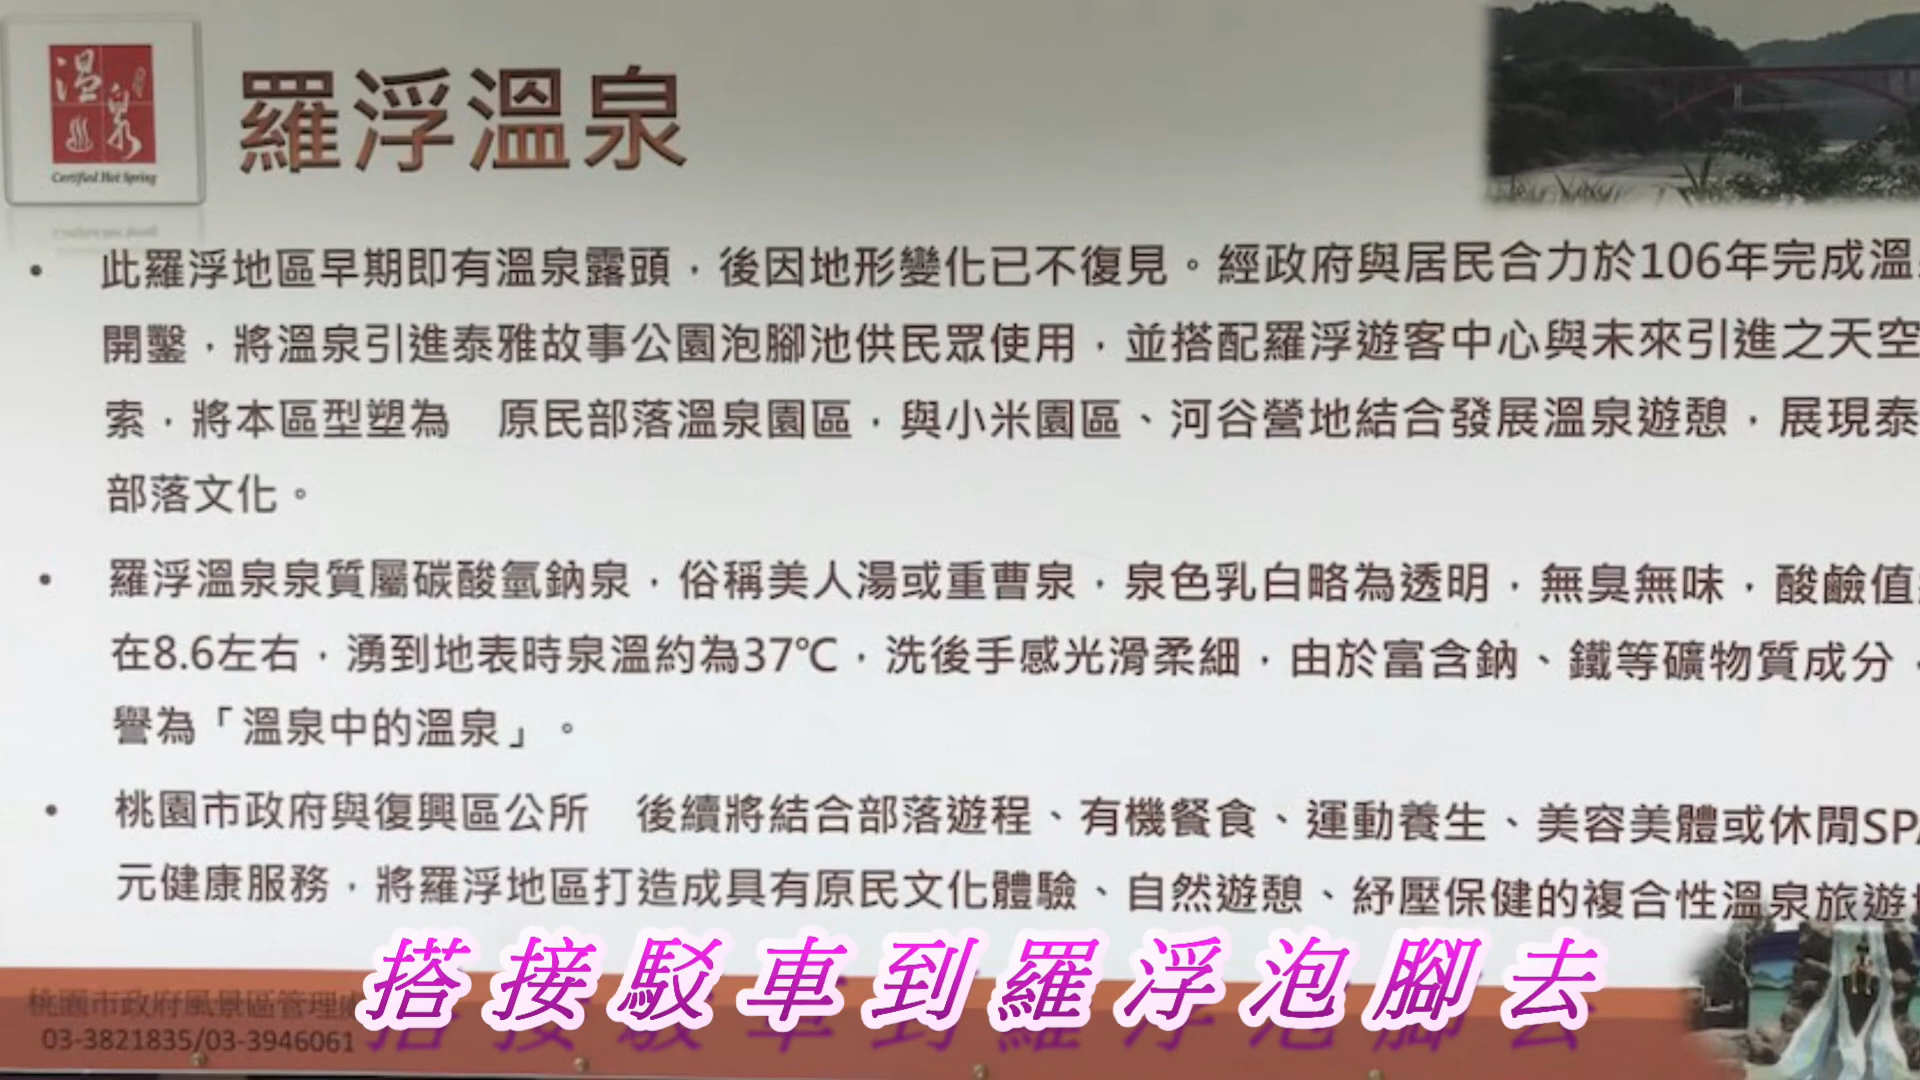 溫泉
Certified Hot Spring
羅浮溫泉
• 此羅浮地區早期即有溫泉露頭，後因地形變化已不復見。經政府與居民合力於106年完成溫
開鑿，將溫泉引進泰雅故事公園泡腳池供民眾使用，並搭配羅浮遊客中心與未來引進之天空
索，將本區型塑為 原民部落溫泉園區，與小米園區、河谷營地結合發展溫泉遊憩，展現泰
部落文化。
• 羅浮溫泉泉質屬碳酸氫鈉泉，俗稱美人湯或重曹泉，泉色乳白略為透明，無臭無味，酸鹼值
在8.6左右，湧到地表時泉溫約為37℃，洗後手感光滑柔細，由於富含鈉、鐵等礦物質成分，
譽為「溫泉中的溫泉」。
• 桃園市政府與復興區公所 後續將結合部落遊程、有機餐食、運動養生、美容美體或休閒SPA
元健康服務，將羅浮地區打造成具有原民文化體驗、自然遊憩、紓壓保健的複合性溫泉旅遊
搭接駁車到羅浮泡腳去
桃園市政府風景區管理處
03-3821835/03-3946061